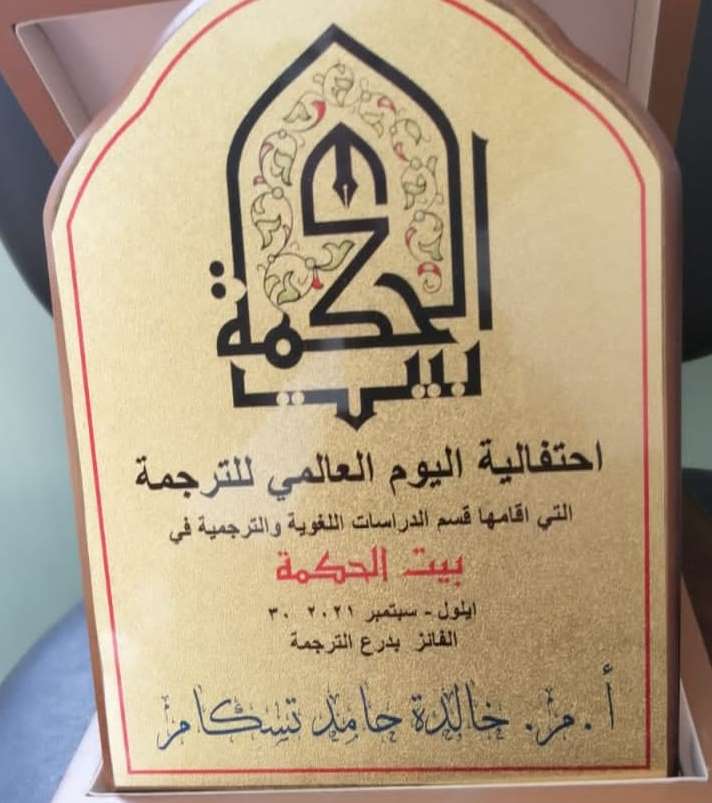 بيت الحكمة
احتفالية اليوم العالمي للترجمة
التي اقامها قسم الدراسات اللغوية والترجمية في
بيت الحكمة
ايلول - سبتمبر ٢٠٢١ ٣٠
الفائز بدرع الترجمة
أ. م. خالدة حامد تسكام